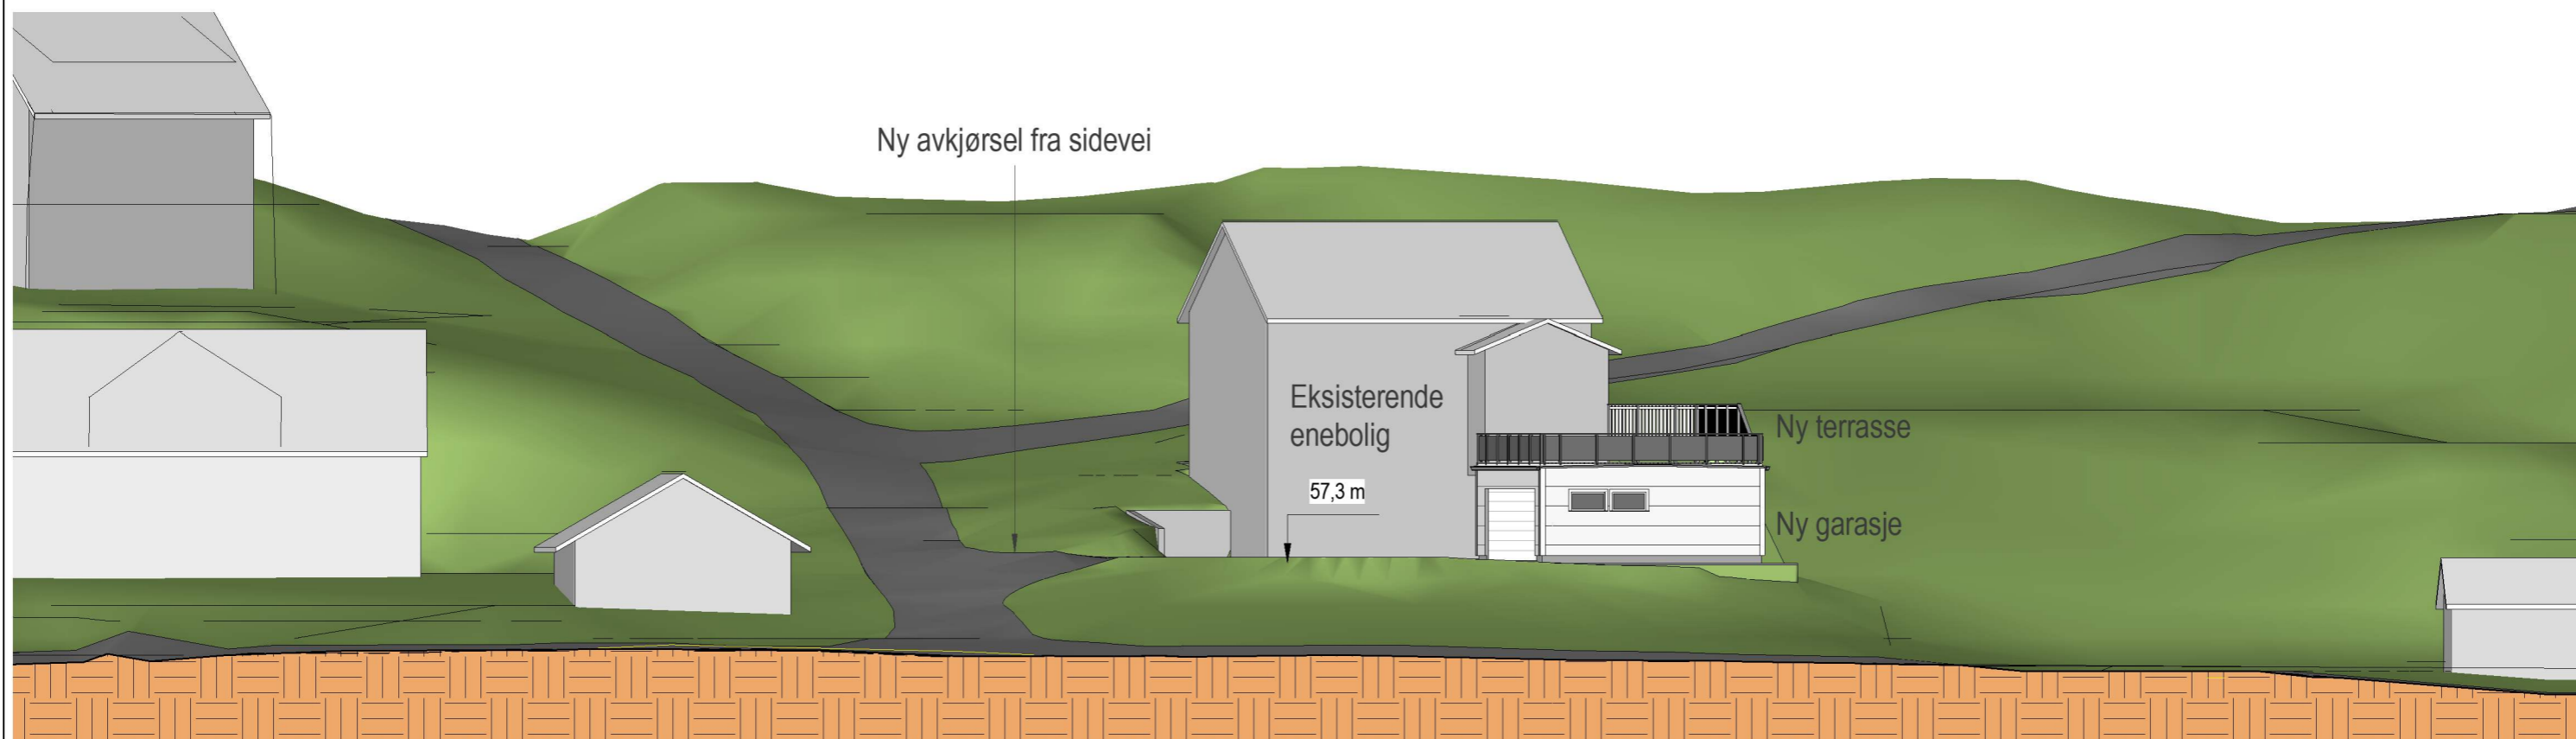 Ny avkjørsel fra sidevei
Eksisterende
enebolig
57,3 m
Ny terrasse
Ny garasje